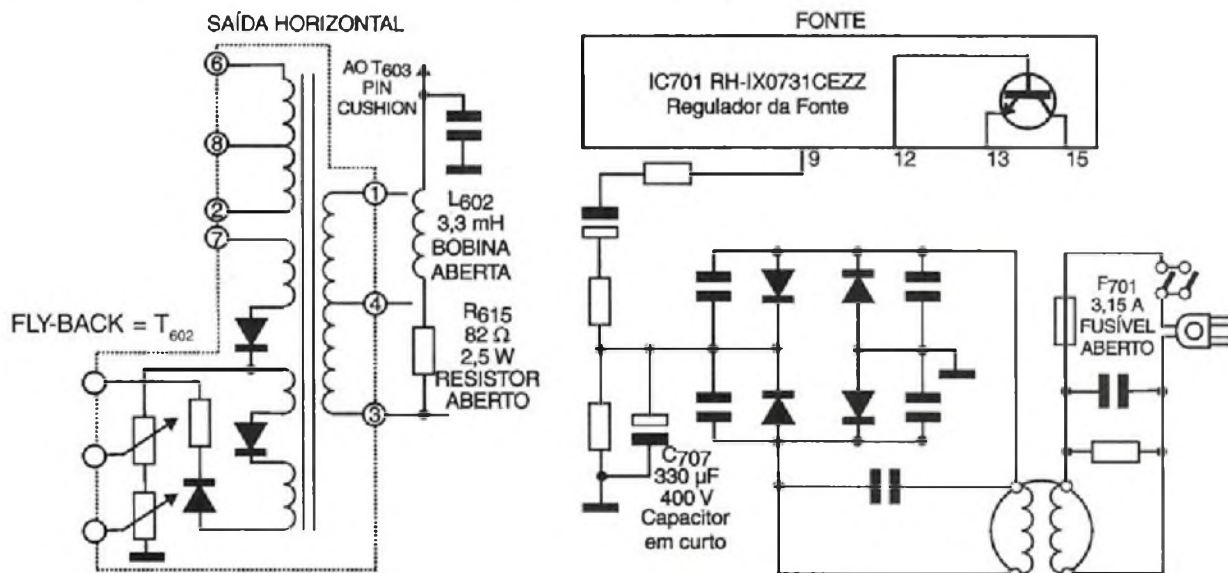 SAÍDA HORIZONTAL
6
8
2
7
FLY-BACK = T602
AO T603
PIN
CUSHION
1
4
3
L602
3,3 mH
BOBINA
ABERTA
R615
82 Ω
2,5 W
RESISTOR
ABERTO
FONTE
IC701 RH-IX0731CEZZ
Regulador da Fonte
9
12
13
15
F701
3,15 A
FUSÍVEL
ABERTO
C707
330 µF
400 V
Capacitor
em curto